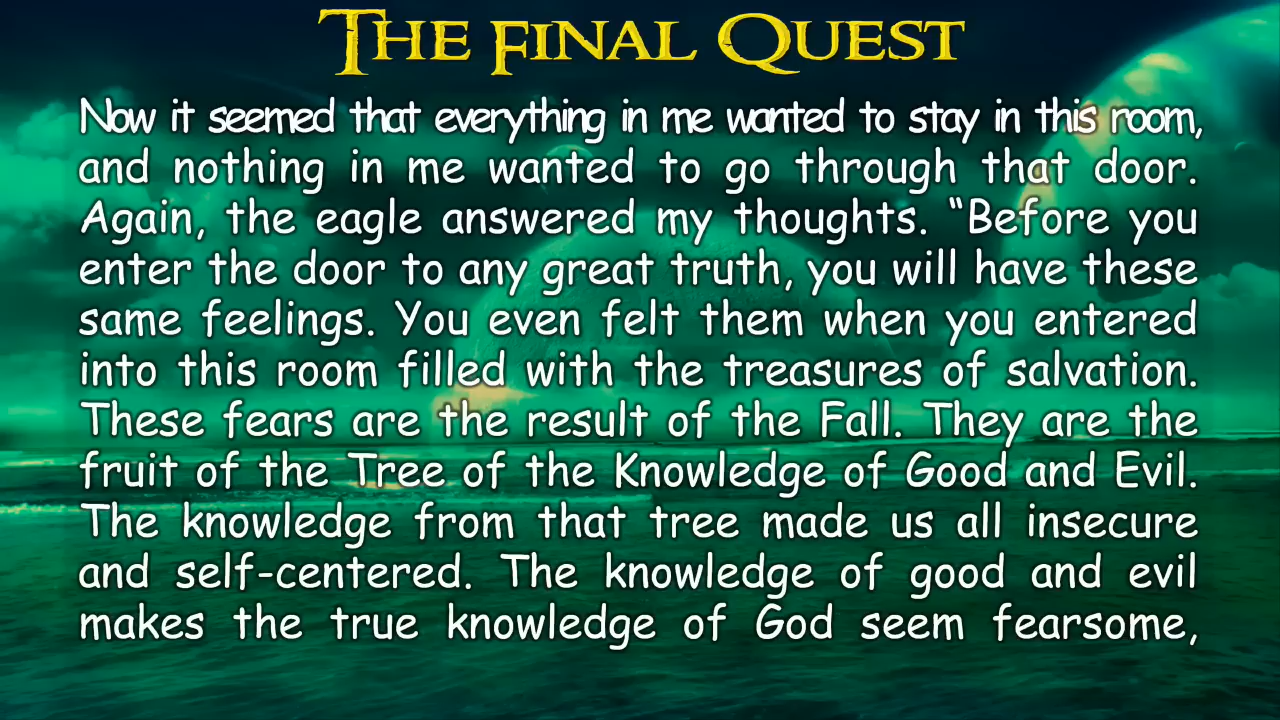 THE FINAL QUEST
Now it seemed that everything in me wanted to stay in this room,
and nothing in me wanted to go through that door.
Again, the eagle answered my thoughts. “Before you
enter the door to any great truth, you will have these
same feelings. You even felt them when you entered
into this room filled with the treasures of salvation.
These fears are the result of the Fall. They are the
fruit of the Tree of the Knowledge of Good and Evil.
The knowledge from that tree made us all insecure
and self-centered. The knowledge of good and evil
makes the true knowledge of God seem fearsome,